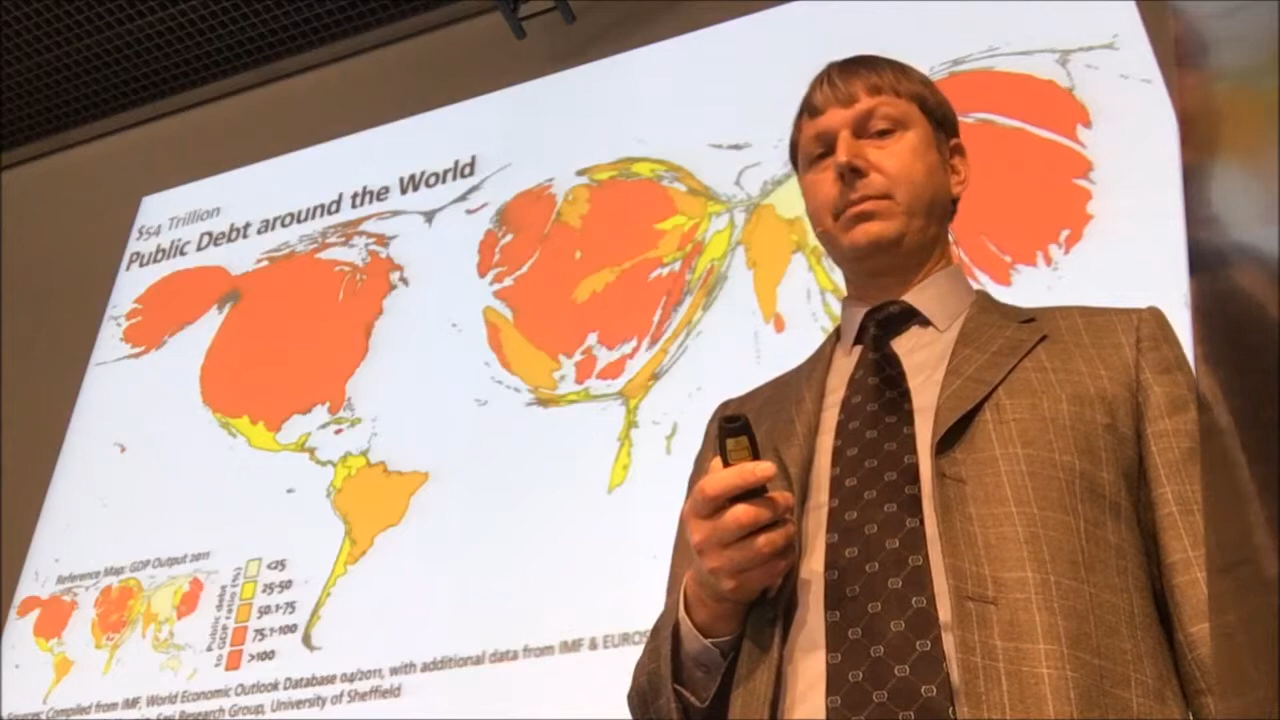 $54 Trillion
Public Debt around the World
Reference Map: GDP Output 2011
Public debt
to GDP ratio (%)
<25
25-50
50.1-75
75.1-100
>100
Compiled from IMF, World Economic Outlook Database 04/2011, with additional data from IMF &
Research Group, University of Sheffield